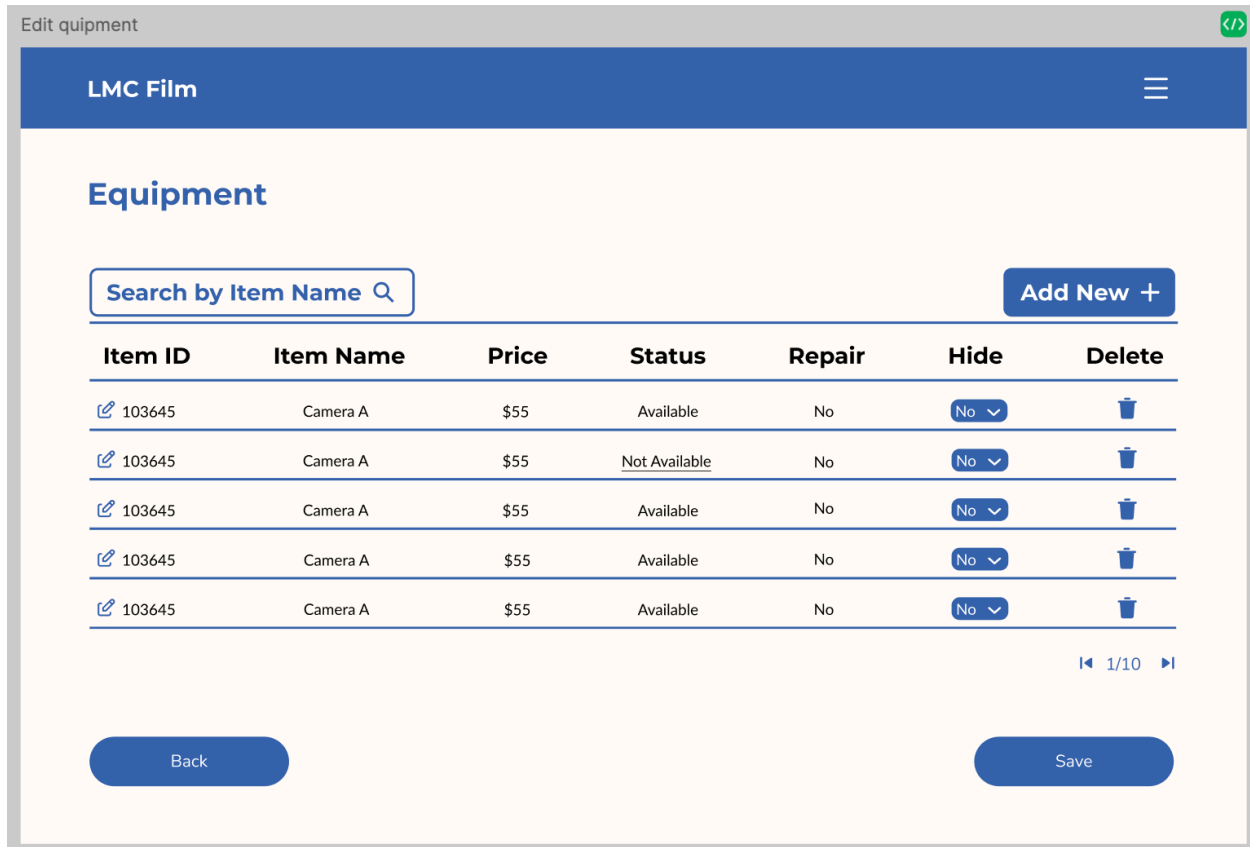 Edit quipment
LMC Film
Equipment
Search by Item Name
Add New +
Item ID Item Name Price Status Repair Hide Delete
103645 Camera A $55 Available No No
103645 Camera A $55 Not Available No No
103645 Camera A $55 Available No No
103645 Camera A $55 Available No No
103645 Camera A $55 Available No No
1/10
Back Save